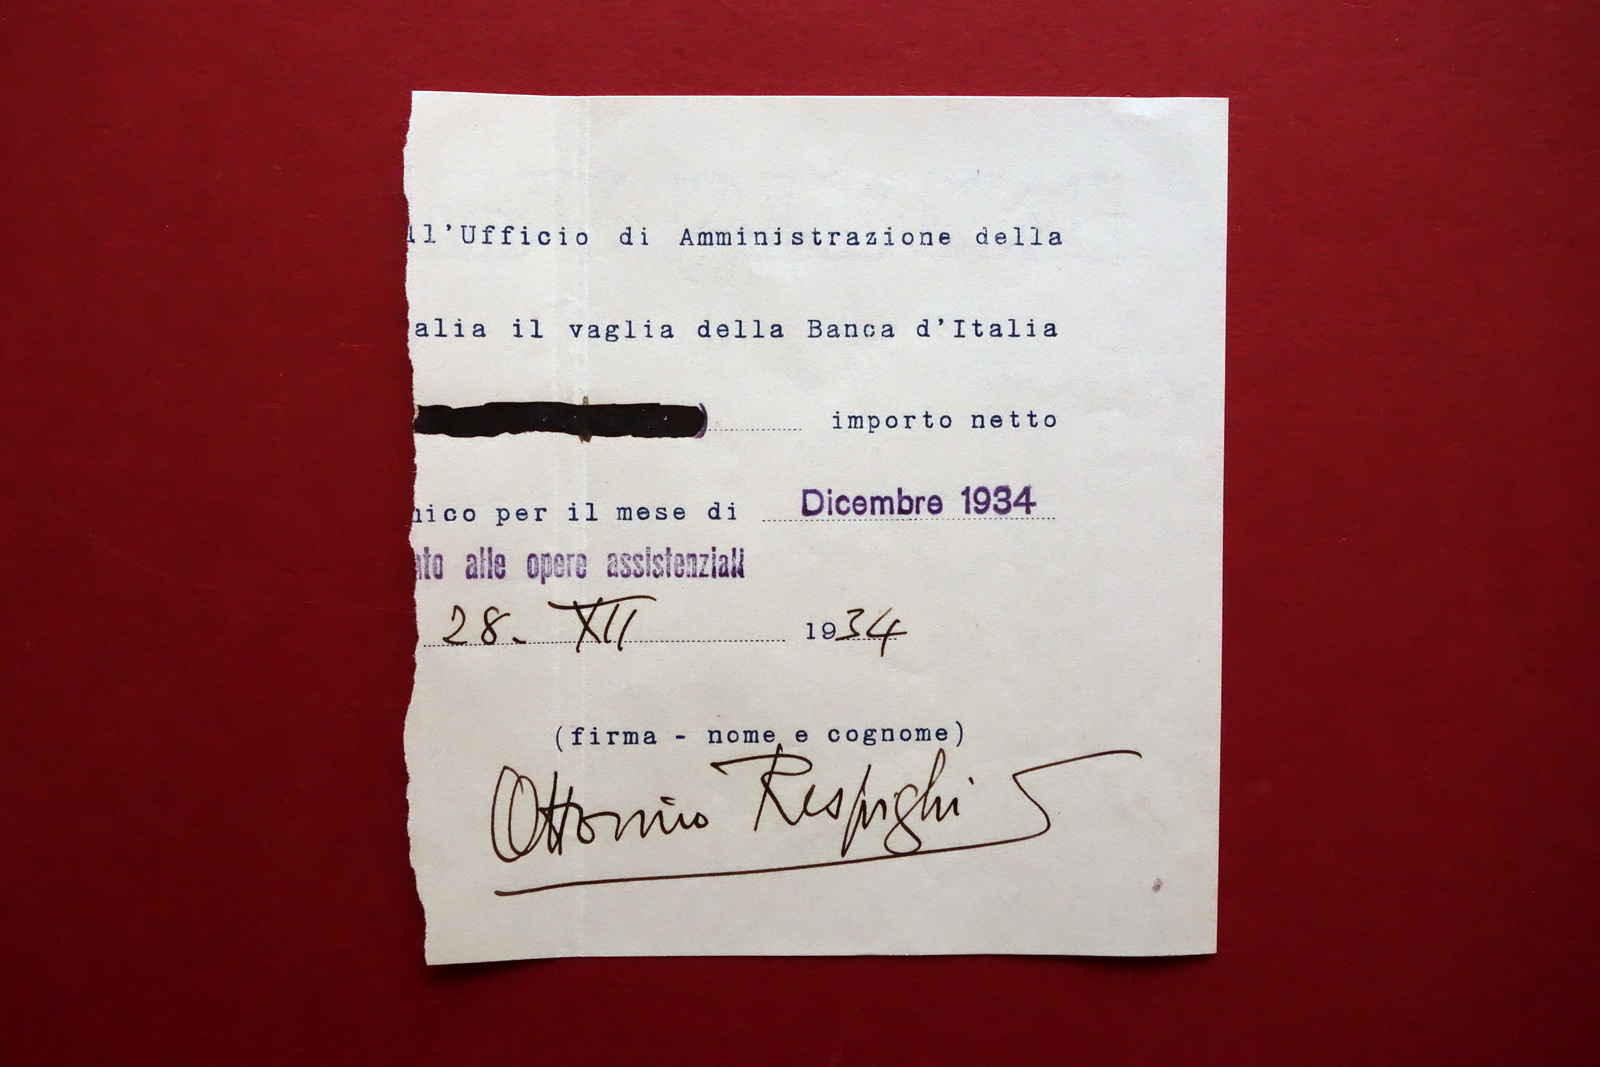 ll'Ufficio di Amministrazione della
alia il vaglia della Banca d'Italia
importo netto
nico per il mese di Dicembre 1934
ato alle opere assistenziali
28. XII 1934
(firma - nome e cognome)
Ottorino Respighi